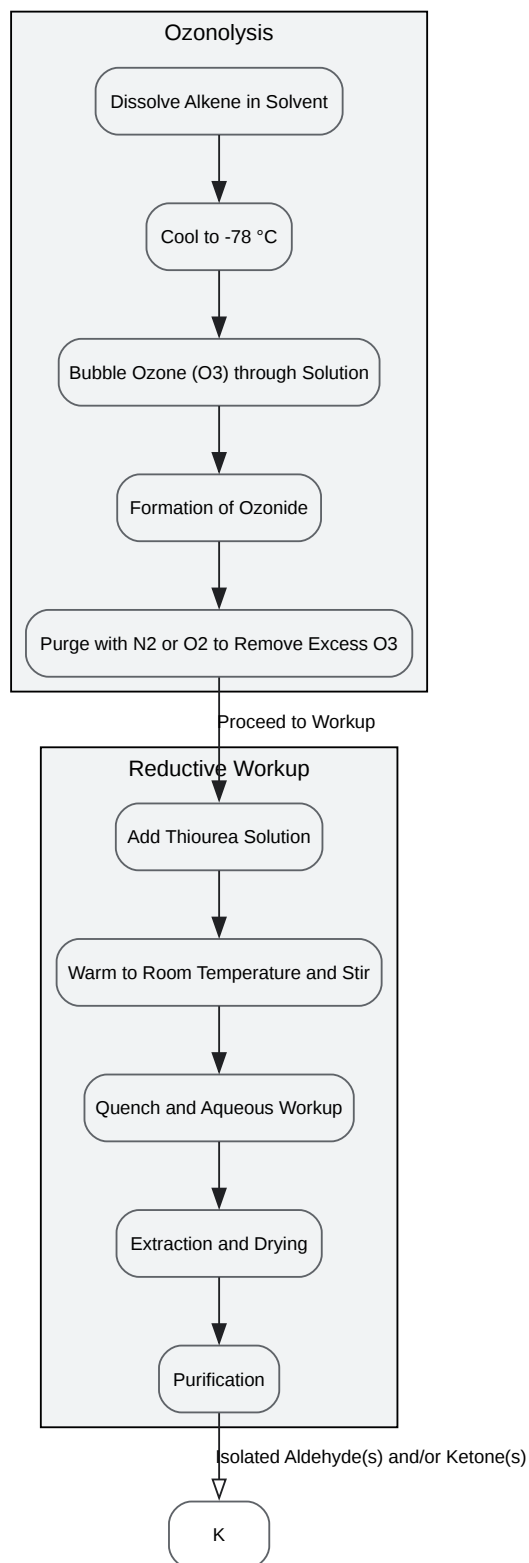 Ozonolysis
Dissolve Alkene in Solvent
Cool to -78 °C
Bubble Ozone (O3) through Solution
Formation of Ozonide
Purge with N2 or O2 to Remove Excess O3
Proceed to Workup
Reductive Workup
Add Thiourea Solution
Warm to Room Temperature and Stir
Quench and Aqueous Workup
Extraction and Drying
Purification
Isolated Aldehyde(s) and/or Ketone(s)
K